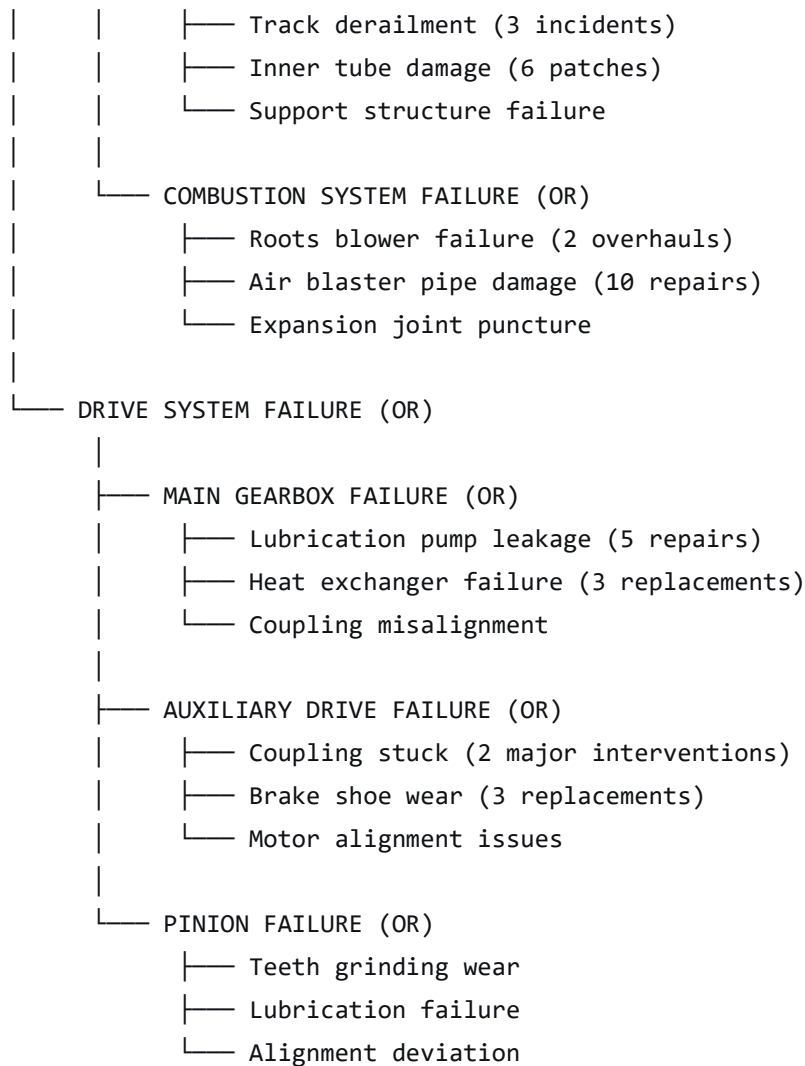 │     │     ├─── Track derailment (3 incidents)
│     │     ├─── Inner tube damage (6 patches)
│     │     └─── Support structure failure
│     │
│     └─── COMBUSTION SYSTEM FAILURE (OR)
│           ├─── Roots blower failure (2 overhauls)
│           ├─── Air blaster pipe damage (10 repairs)
│           └─── Expansion joint puncture
│
└─── DRIVE SYSTEM FAILURE (OR)
      │
      ├─── MAIN GEARBOX FAILURE (OR)
      │     ├─── Lubrication pump leakage (5 repairs)
      │     ├─── Heat exchanger failure (3 replacements)
      │     └─── Coupling misalignment
      │
      ├─── AUXILIARY DRIVE FAILURE (OR)
      │     ├─── Coupling stuck (2 major interventions)
      │     ├─── Brake shoe wear (3 replacements)
      │     └─── Motor alignment issues
      │
      └─── PINION FAILURE (OR)
            ├─── Teeth grinding wear
            ├─── Lubrication failure
            └─── Alignment deviation